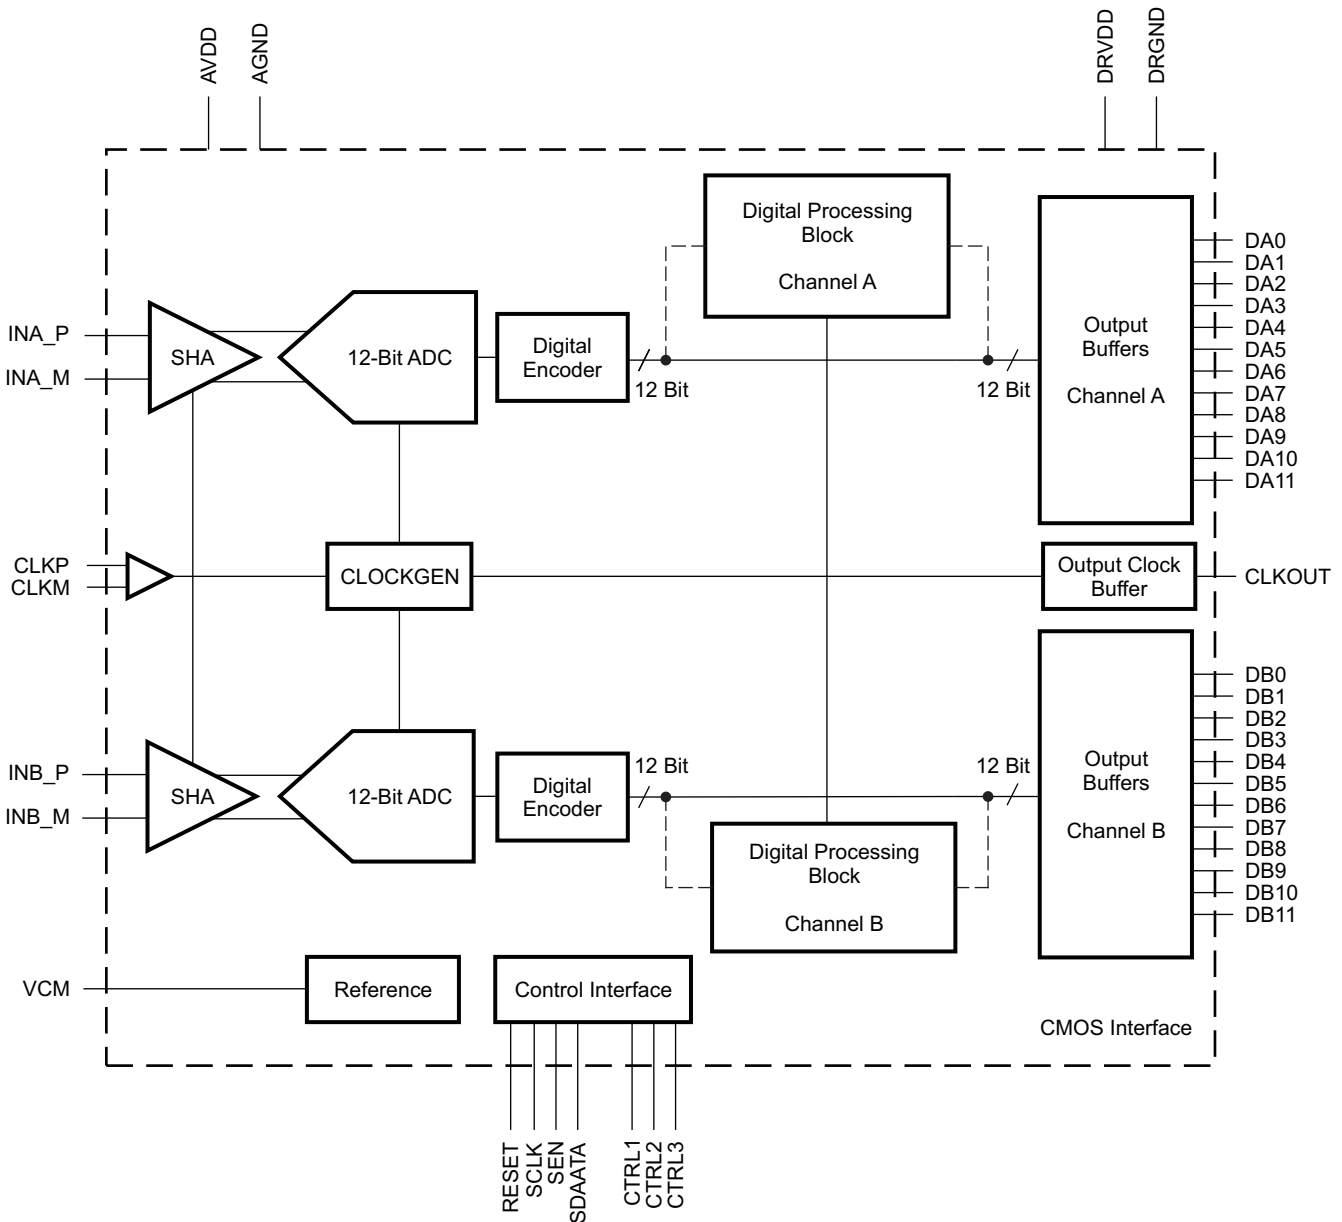 AVDD
AGND
DRVDD
DRGND
Digital Processing
Block
Channel A
INA_P
INA_M
SHA
12-Bit ADC
Digital
Encoder
12 Bit
12 Bit
Output
Buffers
Channel A
DA0
DA1
DA2
DA3
DA4
DA5
DA6
DA7
DA8
DA9
DA10
DA11
CLKP
CLKM
CLOCKGEN
Output Clock
Buffer
CLKOUT
INB_P
INB_M
SHA
12-Bit ADC
Digital
Encoder
12 Bit
12 Bit
Digital Processing
Block
Channel B
Output
Buffers
Channel B
DB0
DB1
DB2
DB3
DB4
DB5
DB6
DB7
DB8
DB9
DB10
DB11
VCM
Reference
Control Interface
CMOS Interface
RESET
SCLK
SEN
SDAATA
CTRL1
CTRL2
CTRL3